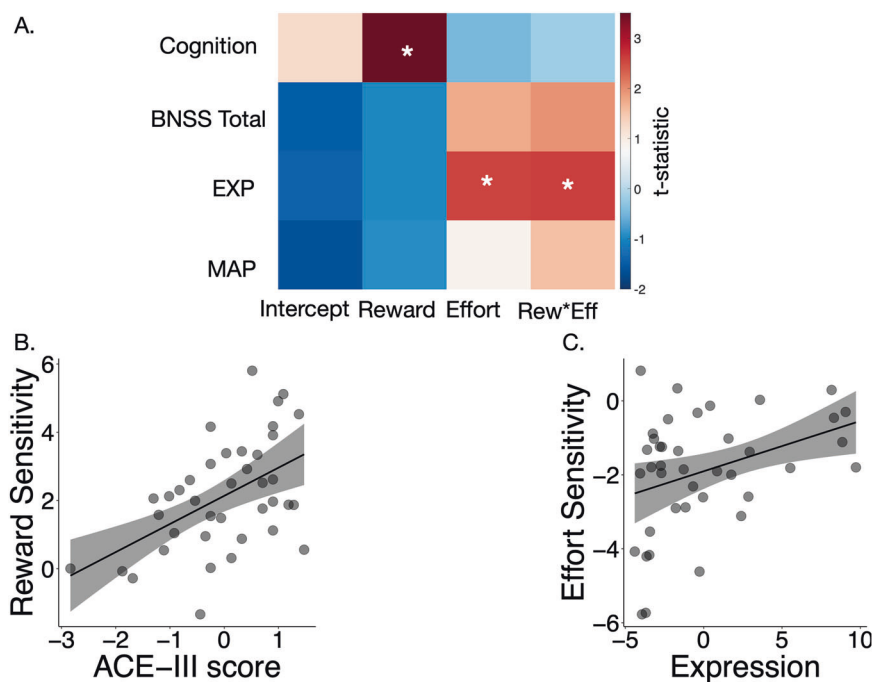 A.
Cognition
BNSS Total
EXP
MAP
*
* *
Intercept Reward Effort Rew*Eff
3
2
1
0
-1
-2
t-statistic
B.
Reward Sensitivity
6
4
2
0
−3 −2 −1 0 1
ACE−III score
C.
Effort Sensitivity
0
−2
−4
−6
−5 0 5 10
Expression